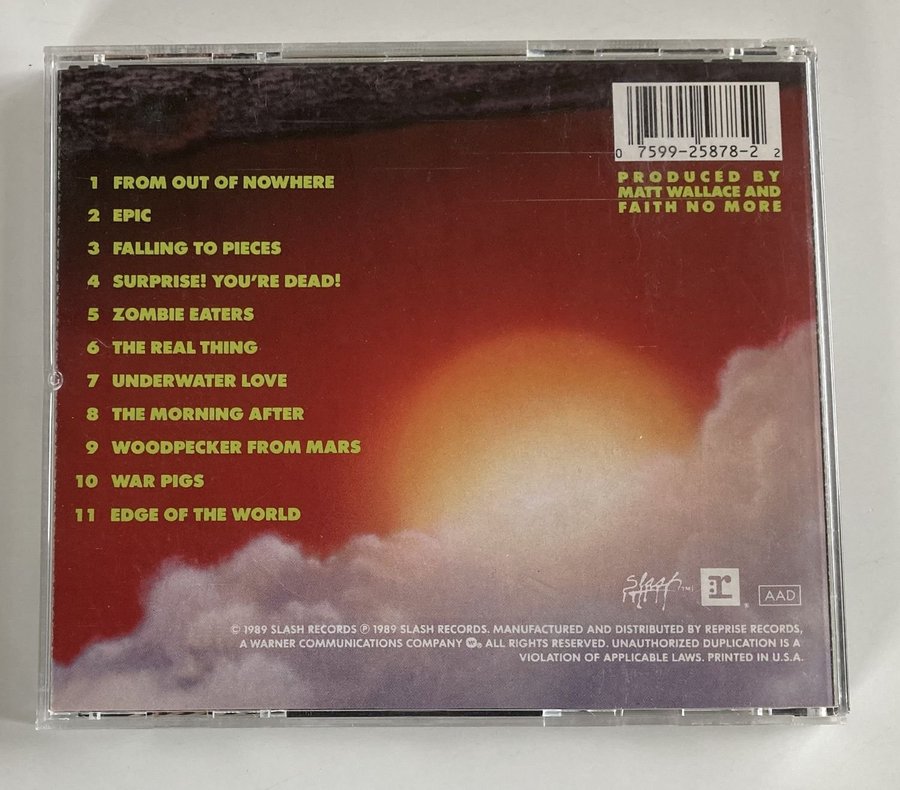 0 7599-25878-2 2
PRODUCED BY
MATT WALLACE AND
FAITH NO MORE
1 FROM OUT OF NOWHERE
2 EPIC
3 FALLING TO PIECES
4 SURPRISE! YOU'RE DEAD!
5 ZOMBIE EATERS
6 THE REAL THING
7 UNDERWATER LOVE
8 THE MORNING AFTER
9 WOODPECKER FROM MARS
10 WAR PIGS
11 EDGE OF THE WORLD
Slash TM r ® AAD
© 1989 SLASH RECORDS ℗ 1989 SLASH RECORDS. MANUFACTURED AND DISTRIBUTED BY REPRISE RECORDS,
A WARNER COMMUNICATIONS COMPANY W ® ALL RIGHTS RESERVED. UNAUTHORIZED DUPLICATION IS A
VIOLATION OF APPLICABLE LAWS. PRINTED IN U.S.A.